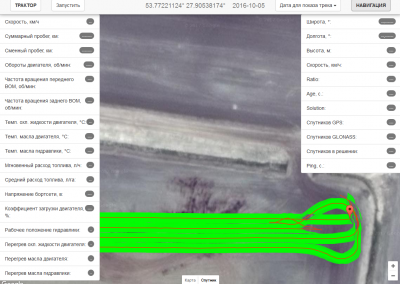 ТРАКТОР
Запустить
53.77221124° 27.90538174° 2016-10-05
Дата для показа трека
НАВИГАЦИЯ
Скорость: км/ч
Суммарный пробег, км:
Сменный пробег, км:
Обороты двигателя, об/мин:
Частота вращения переднего
ВОМ, об/мин:
Частота вращения заднего ВОМ,
об/мин:
Темп. охл. жидкости двигателя, °C:
Темп. масла двигателя, °C:
Темп. масла гидравлики, °C:
Мгновенный расход топлива, л/ч:
Средний расход топлива, л/га:
Напряжение бортсети, в:
Коэффициент загрузки двигателя,
%:
Рабочее положение гидравлики:
Перегрев охл. жидкости двигателя:
Перегрев масла двигателя:
Перегрев масла гидравлики:
Широта, °:
Долгота, °:
Высота, м:
Скорость, км/ч:
Ratio:
Age, c.:
Solution:
Спутников GPS:
Спутников GLONASS:
Спутников в решении:
Ping, c.:
+
−
Карта
Спутник
Google